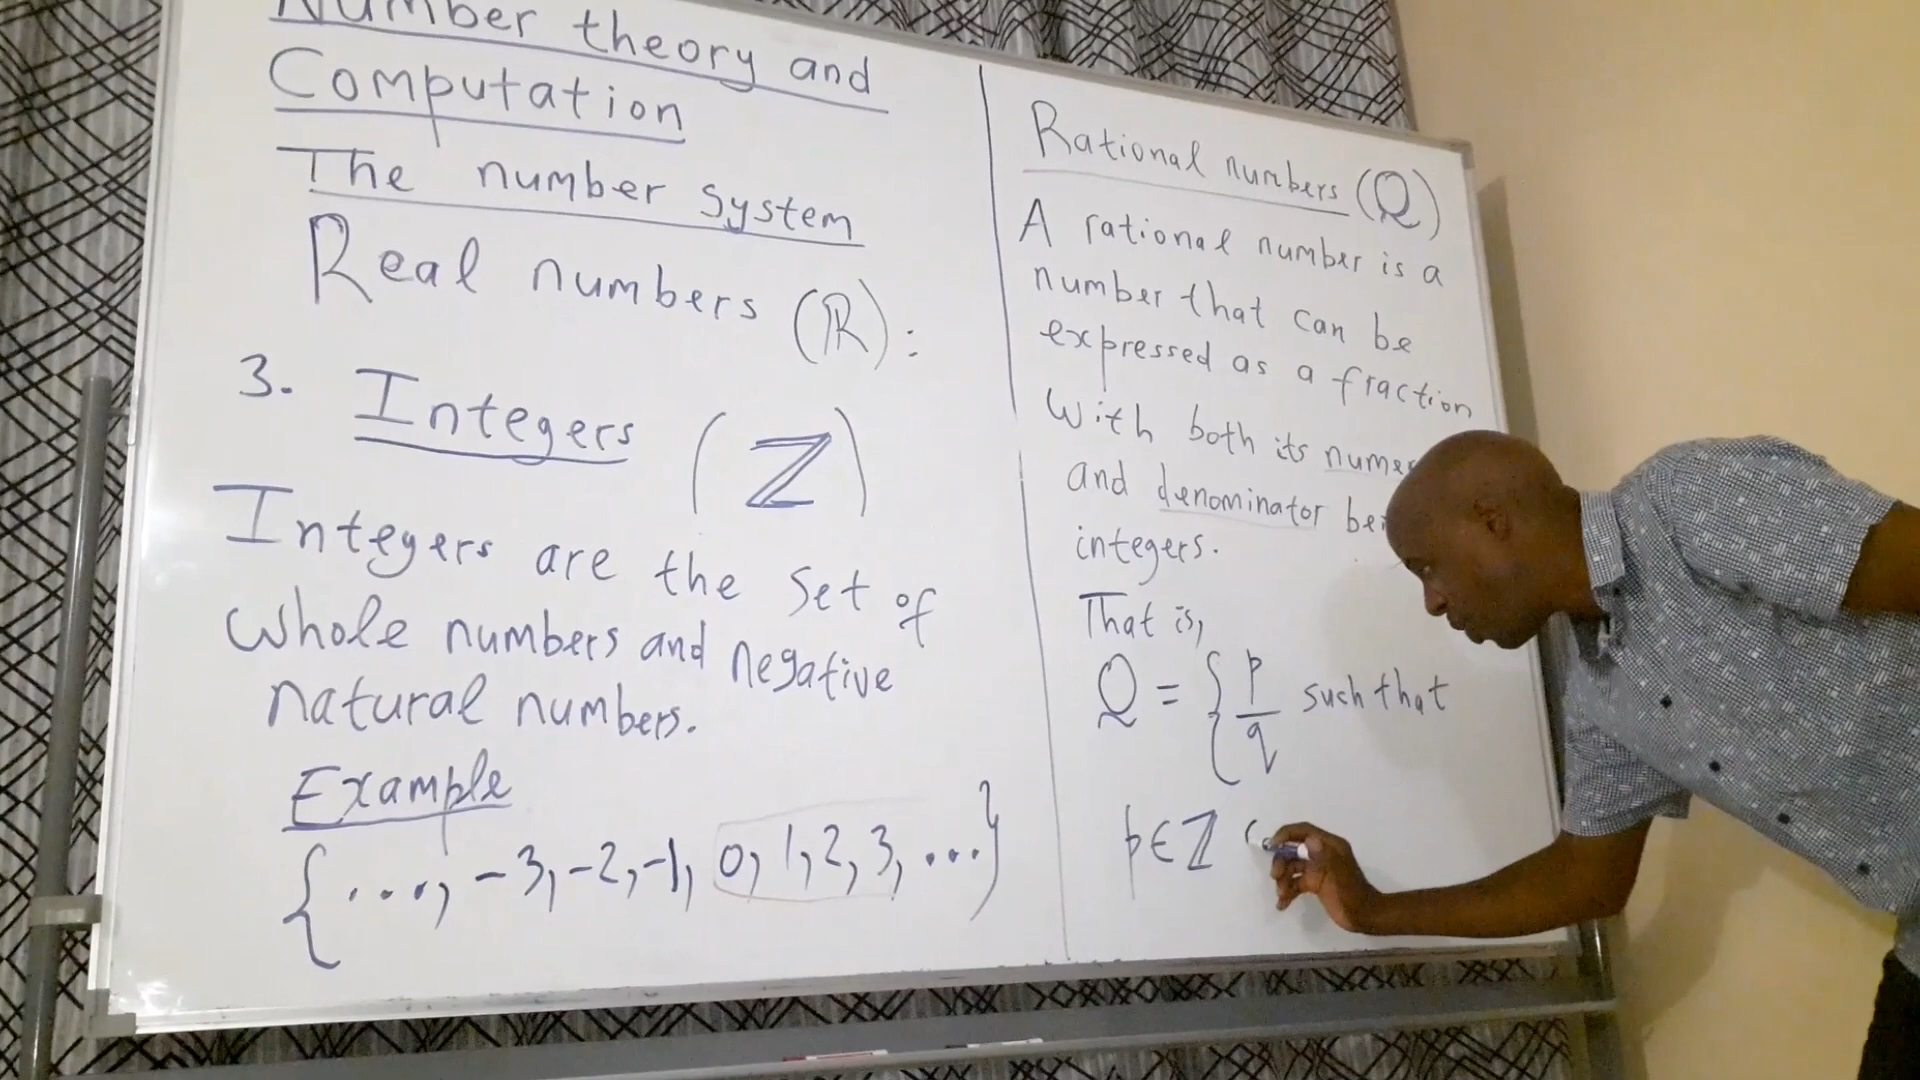 Number theory and
Computation
The number system
Real numbers (ℝ):
3. Integers (ℤ)
Integers are the set of
whole numbers and negative
natural numbers.
Example
{..., -3, -2, -1, 0, 1, 2, 3, ...}
Rational numbers (ℚ)
A rational number is a
number that can be
expressed as a fraction
with both its
and denominator
integers.
That is,
ℚ = { p/q such that
p∈ℤ